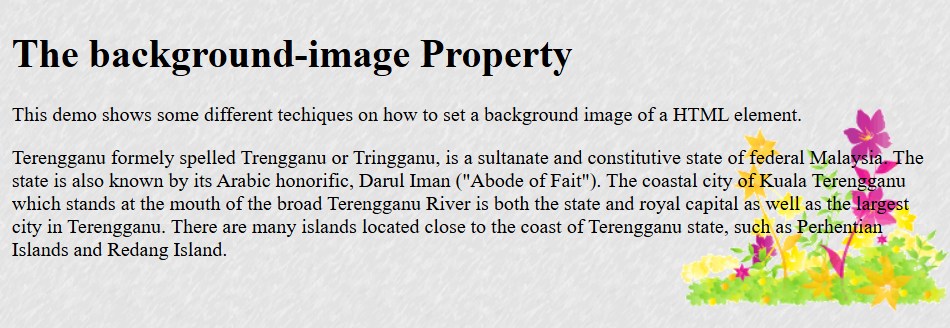 The background-image Property
This demo shows some different techiques on how to set a background image of a HTML element.
Terengganu formely spelled Trengganu or Tringganu, is a sultanate and constitutive state of federal Malaysia. The
state is also known by its Arabic honorific, Darul Iman ("Abode of Fait"). The coastal city of Kuala Terengganu
which stands at the mouth of the broad Terengganu River is both the state and royal capital as well as the largest
city in Terengganu. There are many islands located close to the coast of Terengganu state, such as Perhentian
Islands and Redang Island.